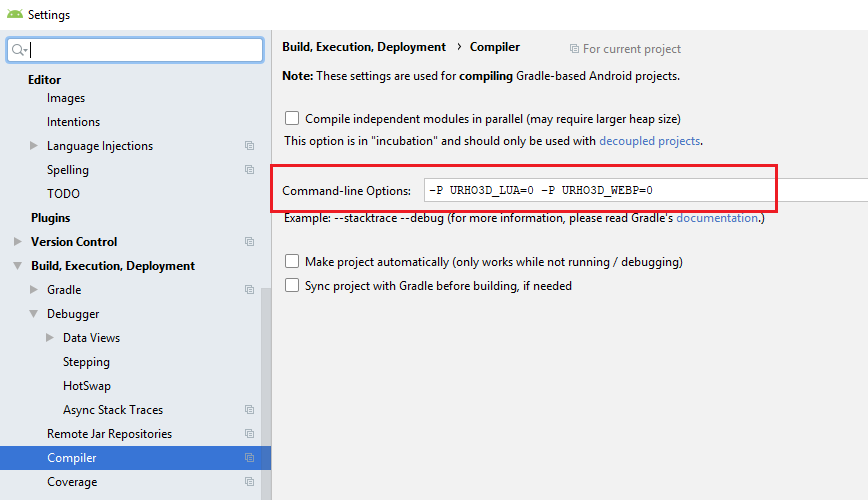 Settings
Editor
Images
Intentions
Language Injections
Spelling
TODO
Plugins
Version Control
Build, Execution, Deployment
Gradle
Debugger
Data Views
Stepping
HotSwap
Async Stack Traces
Remote Jar Repositories
Compiler
Coverage
Build, Execution, Deployment › Compiler For current project
Note: These settings are used for compiling Gradle-based Android projects.
Compile independent modules in parallel (may require larger heap size)
This option is in "incubation" and should only be used with decoupled projects.
Command-line Options: -P URHO3D_LUA=0 -P URHO3D_WEBP=0
Example: --stacktrace --debug (for more information, please read Gradle's documentation.)
Make project automatically (only works while not running / debugging)
Sync project with Gradle before building, if needed